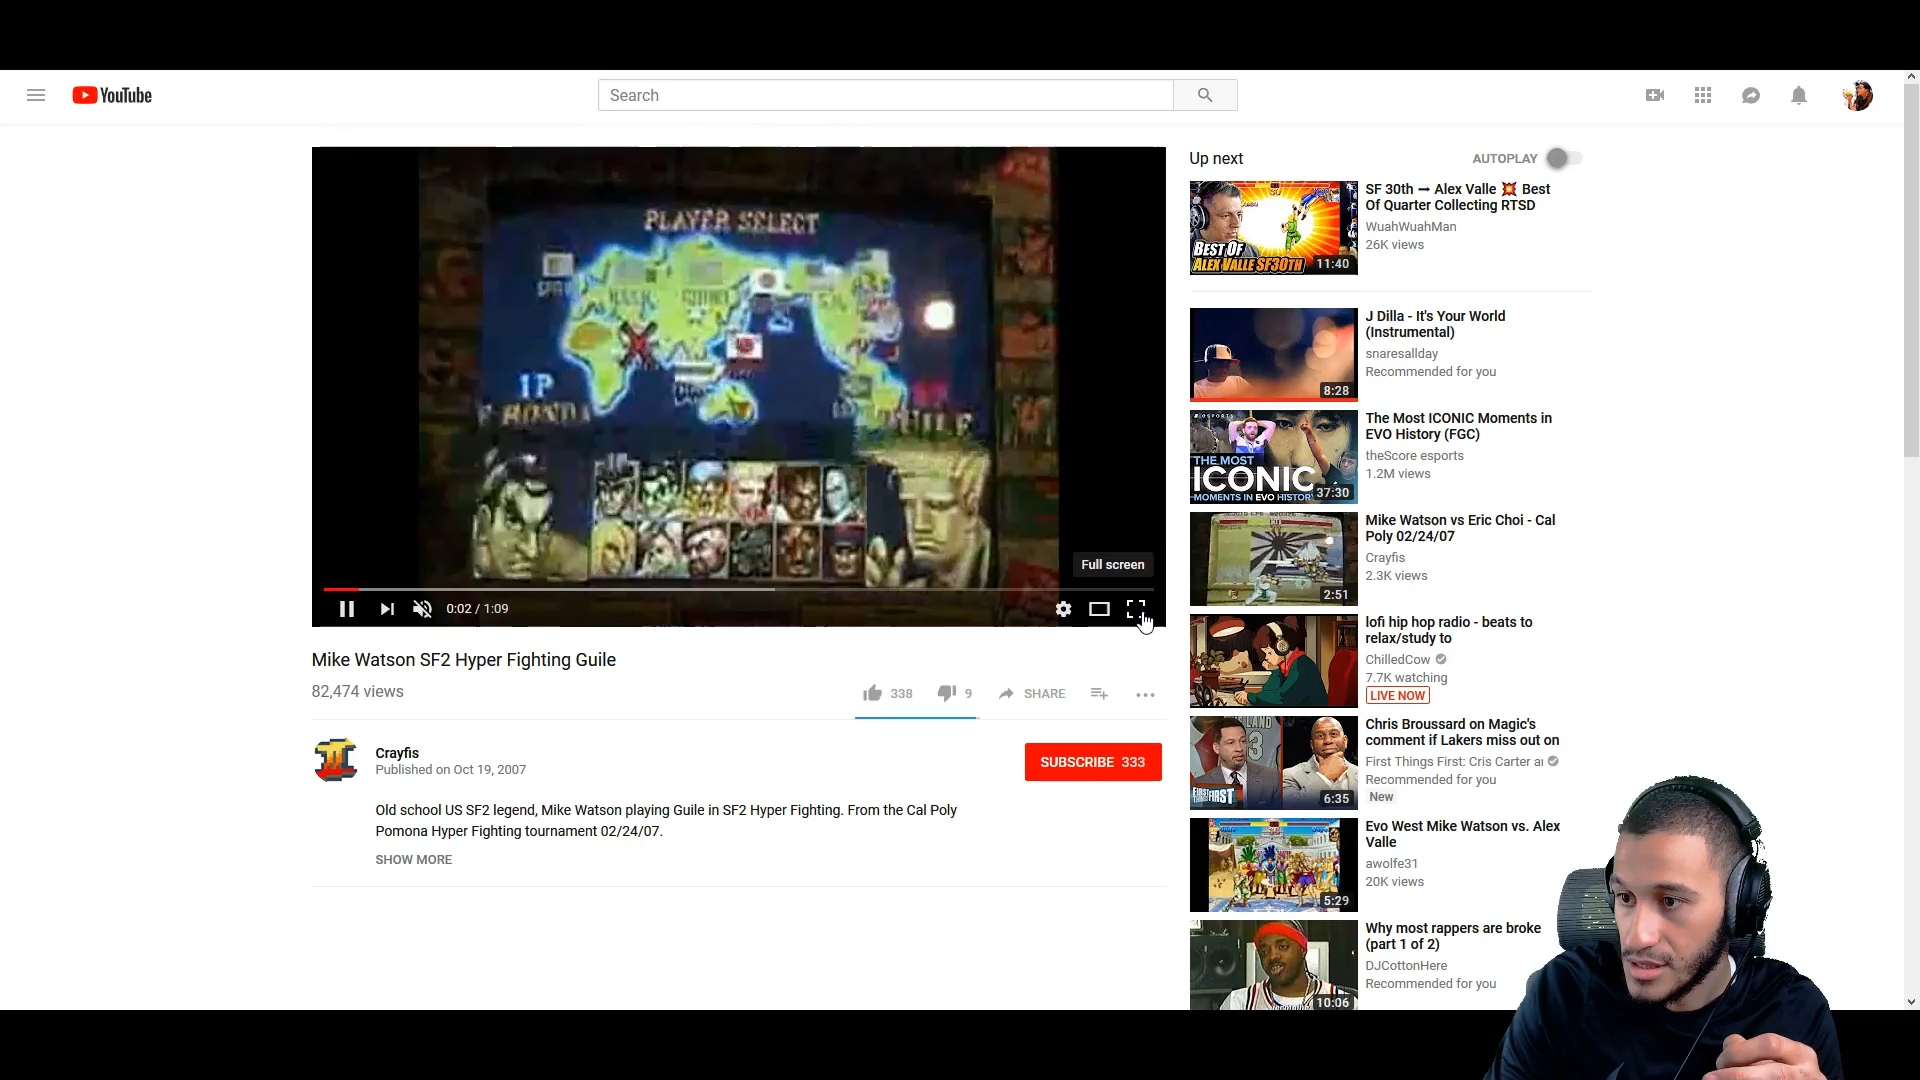 YouTube
Search
PLAYER SELECT
1P
E.HONDA
Full screen
0:02 / 1:09
Mike Watson SF2 Hyper Fighting Guile
82,474 views
338
9
SHARE
Crayfis
Published on Oct 19, 2007
SUBSCRIBE 333
Old school US SF2 legend, Mike Watson playing Guile in SF2 Hyper Fighting. From the Cal Poly
Pomona Hyper Fighting tournament 02/24/07.
SHOW MORE
Up next
AUTOPLAY
BEST OF
ALEX VALLE SF30TH
11:40
SF 30th ➞ Alex Valle 💥 Best
Of Quarter Collecting RTSD
WuahWuahMan
26K views
8:28
J Dilla - It's Your World
(Instrumental)
snaresallday
Recommended for you
THE MOST
ICONIC
MOMENTS IN EVO HISTORY
37:30
The Most ICONIC Moments in
EVO History (FGC)
theScore esports
1.2M views
2:51
Mike Watson vs Eric Choi - Cal
Poly 02/24/07
Crayfis
2.3K views
lofi hip hop radio - beats to
relax/study to
ChilledCow
7.7K watching
LIVE NOW
FIRST THINGS FIRST
6:35
Chris Broussard on Magic's
comment if Lakers miss out on
First Things First: Cris Carter ar
Recommended for you
New
5:29
Evo West Mike Watson vs. Alex
Valle
awolfe31
20K views
10:06
Why most rappers are broke
(part 1 of 2)
DJCottonHere
Recommended for you